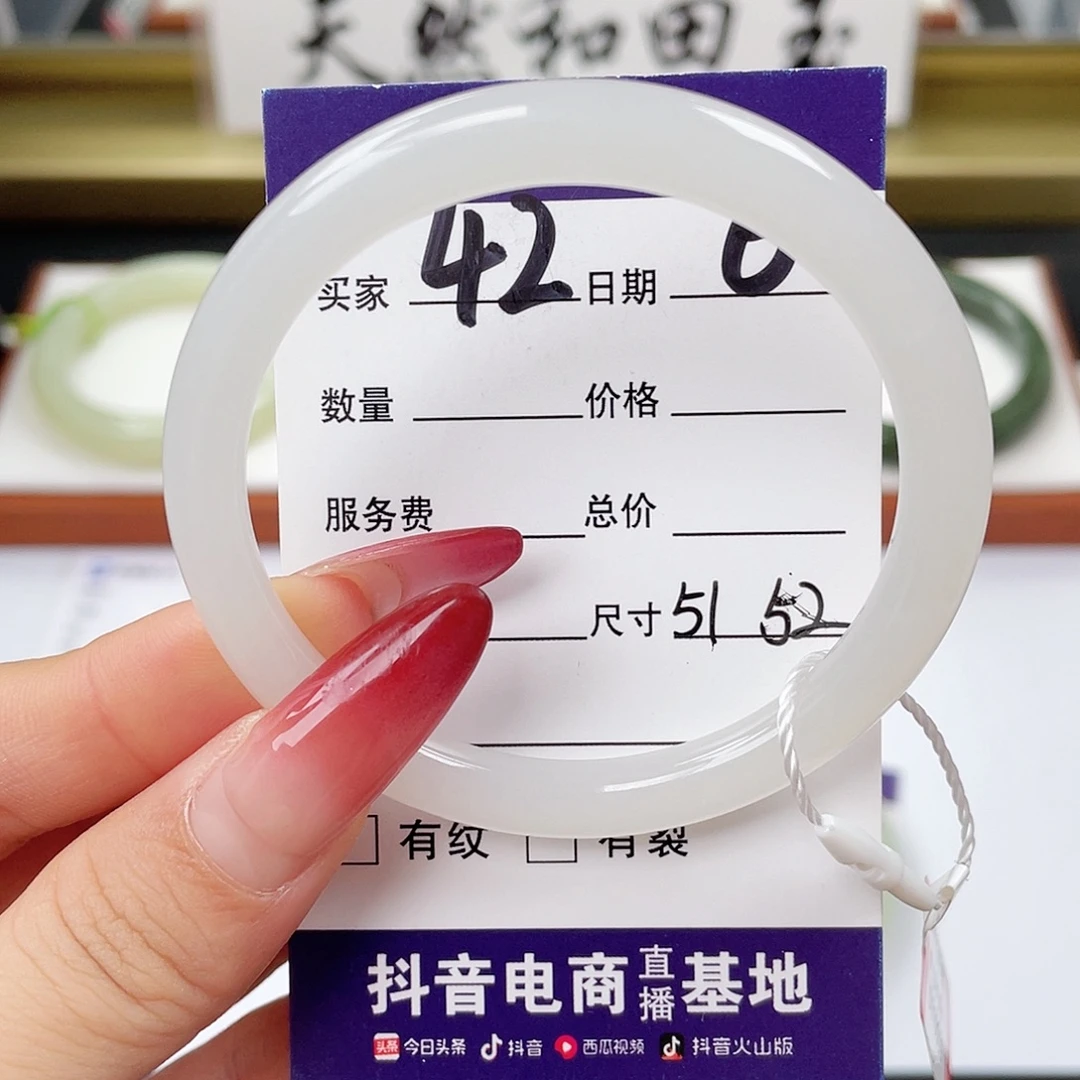 天然和田玉
买家 42 日期
数量 价格
服务费 总价
尺寸 51 52
有纹 有裂
抖音电商直播基地
头条 今日头条 抖音 西瓜视频 抖音火山版